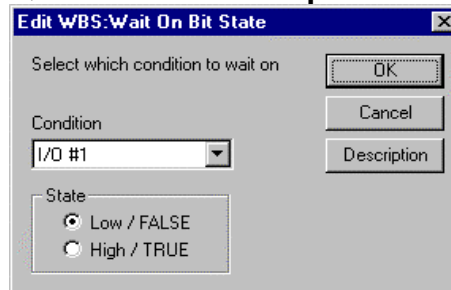 Edit WBS:Wait On Bit State
Select which condition to wait on
OK
Cancel
Condition
I/O #1
Description
State
Low / FALSE
High / TRUE